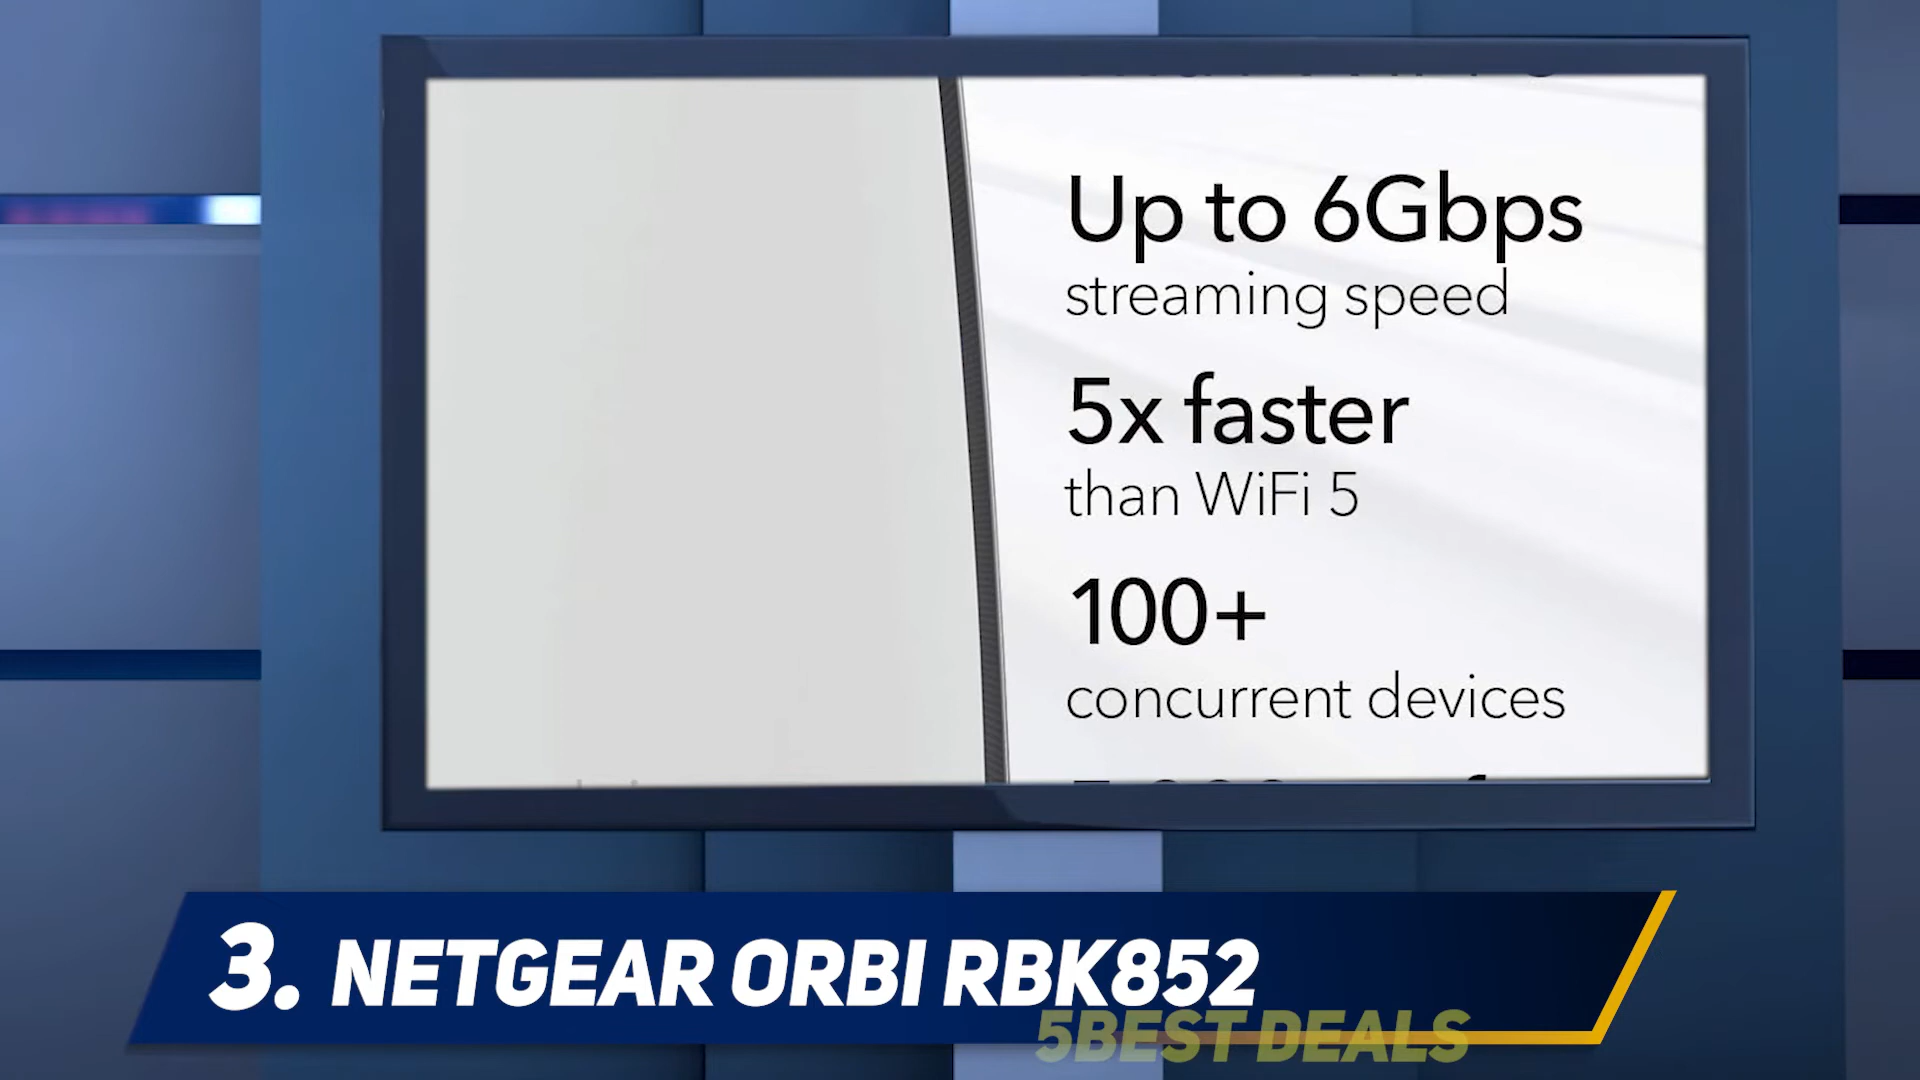 Up to 6Gbps
streaming speed
5x faster
than WiFi 5
100+
concurrent devices
3. NETGEAR ORBI RBK852
5BEST DEALS